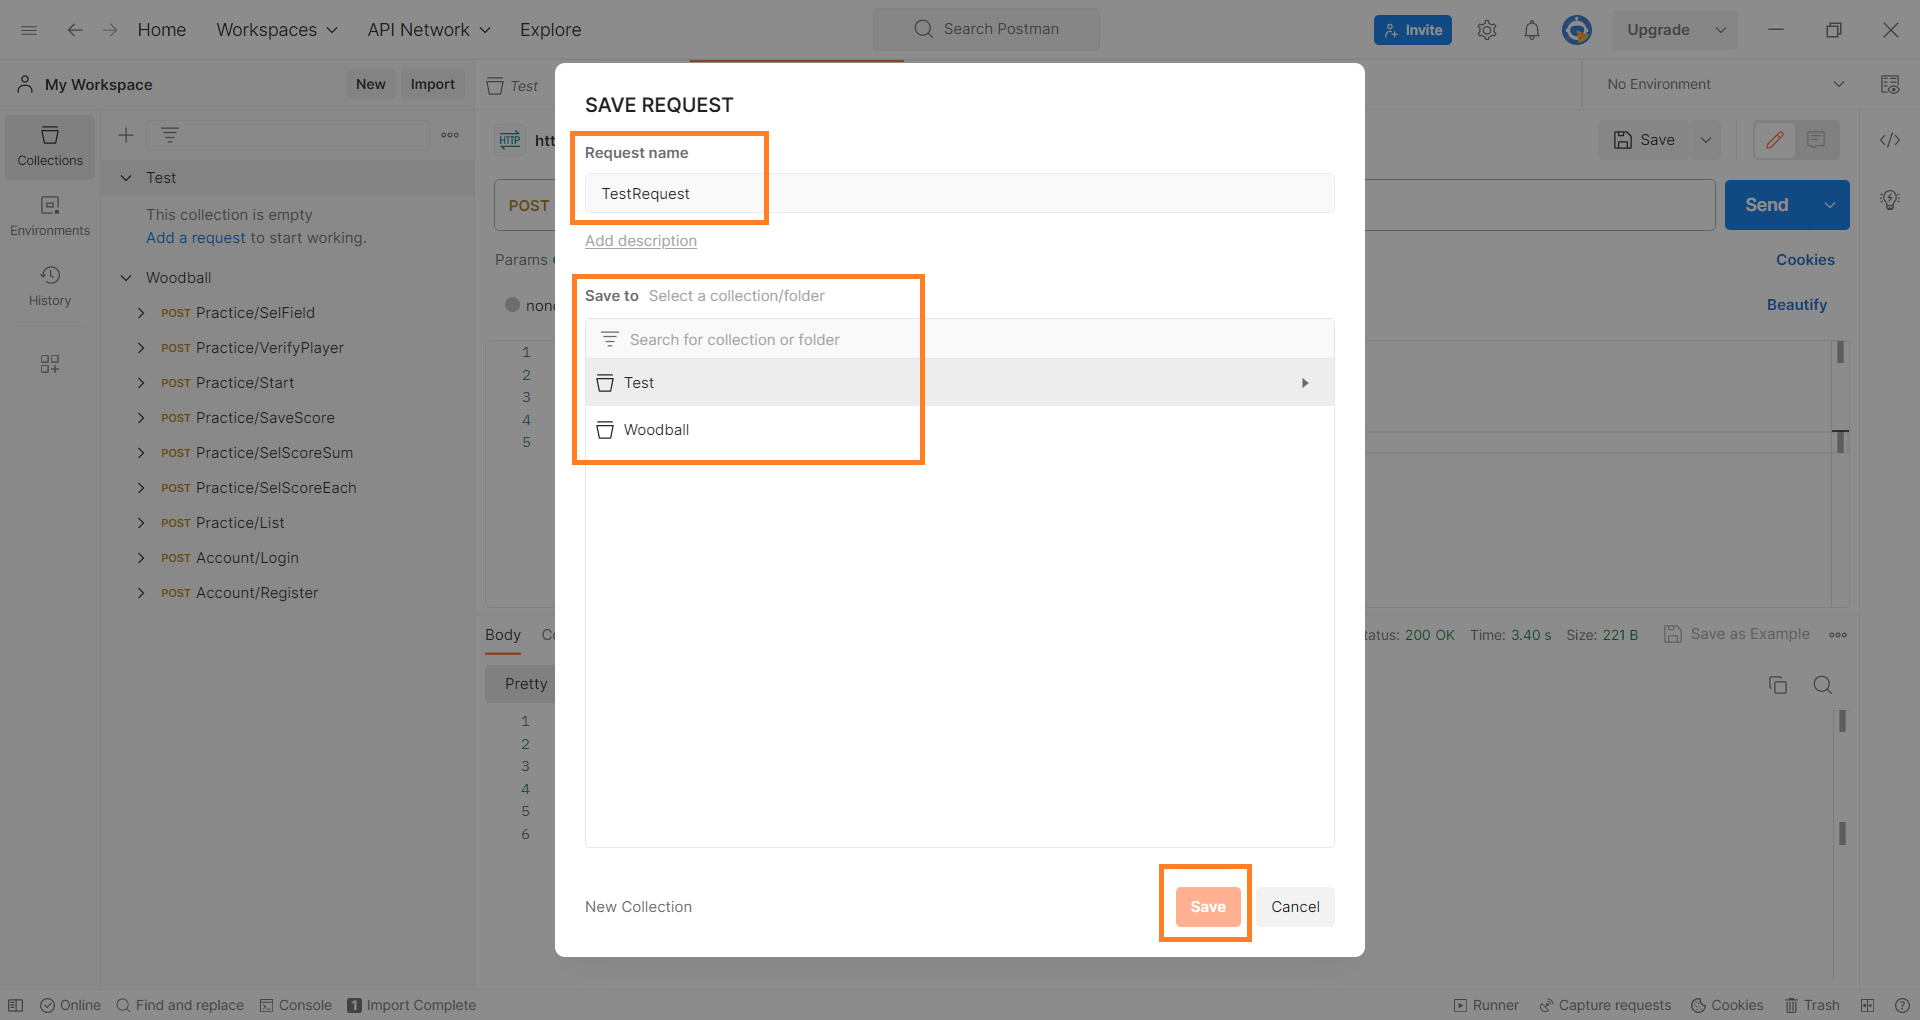 Home Workspaces API Network Explore Search Postman Invite Upgrade
My Workspace New Import Test No Environment
Collections
Environments
History
Test
This collection is empty
Add a request to start working.
Woodball
POST Practice/SelField
POST Practice/VerifyPlayer
POST Practice/Start
POST Practice/SaveScore
POST Practice/SelScoreSum
POST Practice/SelScoreEach
POST Practice/List
POST Account/Login
POST Account/Register
HTTP htt Save
POST Send
Params Cookies
none Beautify
1
2
3
4
5
SAVE REQUEST
Request name
TestRequest
Add description
Save to Select a collection/folder
Search for collection or folder
Test
Woodball
New Collection Save Cancel
Body Co tatus: 200 OK Time: 3.40 s Size: 221 B Save as Example
Pretty
1
2
3
4
5
6
Online Find and replace Console 1 Import Complete Runner Capture requests Cookies Trash